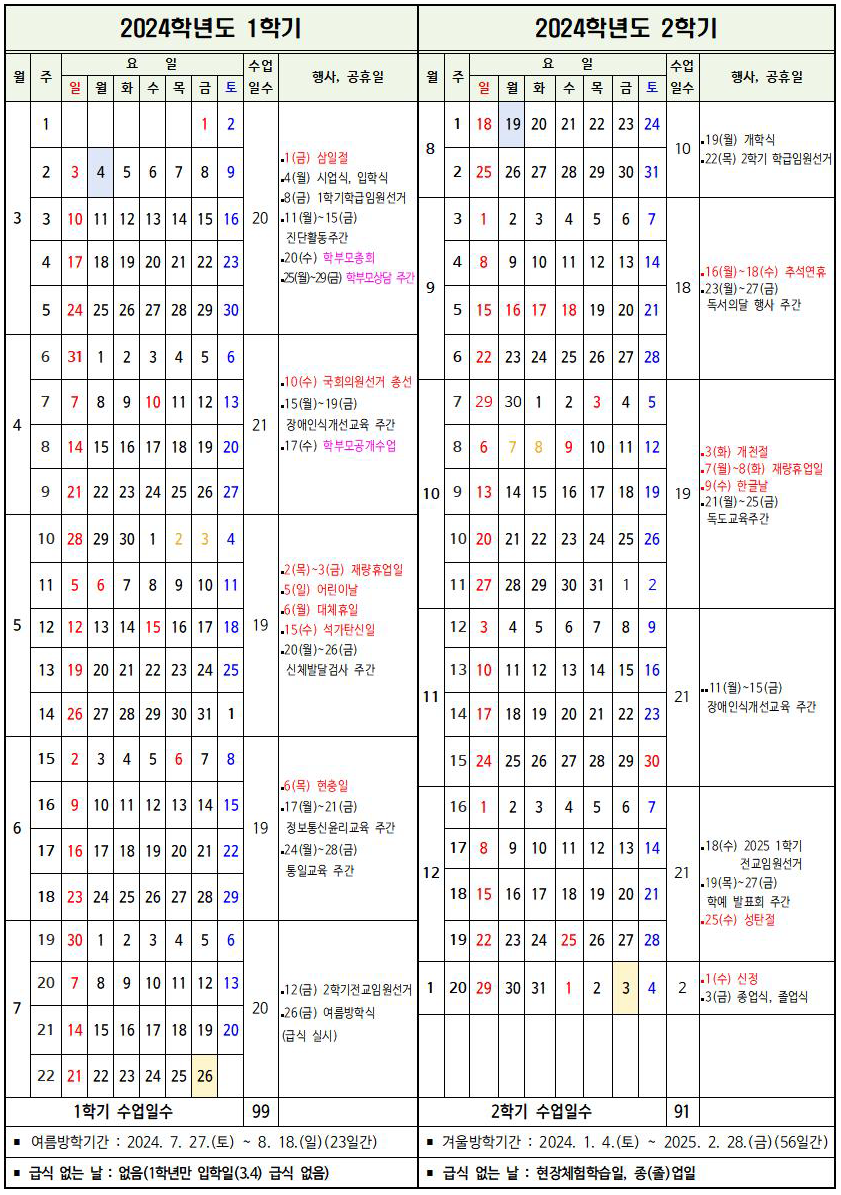 2024학년도 1학기
월 주 요 일 수업일수 행사, 공휴일
일 월 화 수 목 금 토
3
1 1 2
2 3 4 5 6 7 8 9
3 10 11 12 13 14 15 16
4 17 18 19 20 21 22 23
5 24 25 26 27 28 29 30
20
▪1(금) 삼일절
▪4(월) 시업식, 입학식
▪8(금) 1학기학급임원선거
▪11(월)~15(금)
진단활동주간
▪20(수) 학부모총회
▪25(월)~29(금) 학부모상담 주간
4
6 31 1 2 3 4 5 6
7 7 8 9 10 11 12 13
8 14 15 16 17 18 19 20
9 21 22 23 24 25 26 27
21
▪10(수) 국회의원선거 총선
▪15(월)~19(금)
장애인식개선교육 주간
▪17(수) 학부모공개수업
5
10 28 29 30 1 2 3 4
11 5 6 7 8 9 10 11
12 12 13 14 15 16 17 18
13 19 20 21 22 23 24 25
14 26 27 28 29 30 31 1
19
▪2(목)~3(금) 재량휴업일
▪5(일) 어린이날
▪6(월) 대체휴일
▪15(수) 석가탄신일
▪20(월)~26(금)
신체발달검사 주간
6
15 2 3 4 5 6 7 8
16 9 10 11 12 13 14 15
17 16 17 18 19 20 21 22
18 23 24 25 26 27 28 29
19
▪6(목) 현충일
▪17(월)~21(금)
정보통신윤리교육 주간
▪24(월)~28(금)
통일교육 주간
7
19 30 1 2 3 4 5 6
20 7 8 9 10 11 12 13
21 14 15 16 17 18 19 20
22 21 22 23 24 25 26
20
▪12(금) 2학기전교임원선거
▪26(금) 여름방학식
(급식 실시)
1학기 수업일수 99
▪ 여름방학기간 : 2024. 7. 27.(토) ~ 8. 18.(일)(23일간)
▪ 급식 없는 날 : 없음(1학년만 입학일(3.4) 급식 없음)
2024학년도 2학기
월 주 요 일 수업일수 행사, 공휴일
일 월 화 수 목 금 토
8
1 18 19 20 21 22 23 24
2 25 26 27 28 29 30 31
10
▪19(월) 개학식
▪22(목) 2학기 학급임원선거
9
3 1 2 3 4 5 6 7
4 8 9 10 11 12 13 14
5 15 16 17 18 19 20 21
6 22 23 24 25 26 27 28
18
▪16(월)~18(수) 추석연휴
▪23(월)~27(금)
독서의달 행사 주간
10
7 29 30 1 2 3 4 5
8 6 7 8 9 10 11 12
9 13 14 15 16 17 18 19
10 20 21 22 23 24 25 26
11 27 28 29 30 31 1 2
19
▪3(화) 개천절
▪7(월)~8(화) 재량휴업일
▪9(수) 한글날
▪21(월)~25(금)
독도교육주간
11
12 3 4 5 6 7 8 9
13 10 11 12 13 14 15 16
14 17 18 19 20 21 22 23
15 24 25 26 27 28 29 30
21
▪▪11(월)~15(금)
장애인식개선교육 주간
12
16 1 2 3 4 5 6 7
17 8 9 10 11 12 13 14
18 15 16 17 18 19 20 21
19 22 23 24 25 26 27 28
21
▪18(수) 2025 1학기
전교임원선거
▪19(목)~27(금)
학예 발표회 주간
▪25(수) 성탄절
1
20 29 30 31 1 2 3 4
2
▪1(수) 신정
▪3(금) 종업식, 졸업식
2학기 수업일수 91
▪ 겨울방학기간 : 2024. 1. 4.(토) ~ 2025. 2. 28.(금)(56일간)
▪ 급식 없는 날 : 현장체험학습일, 종(졸)업일